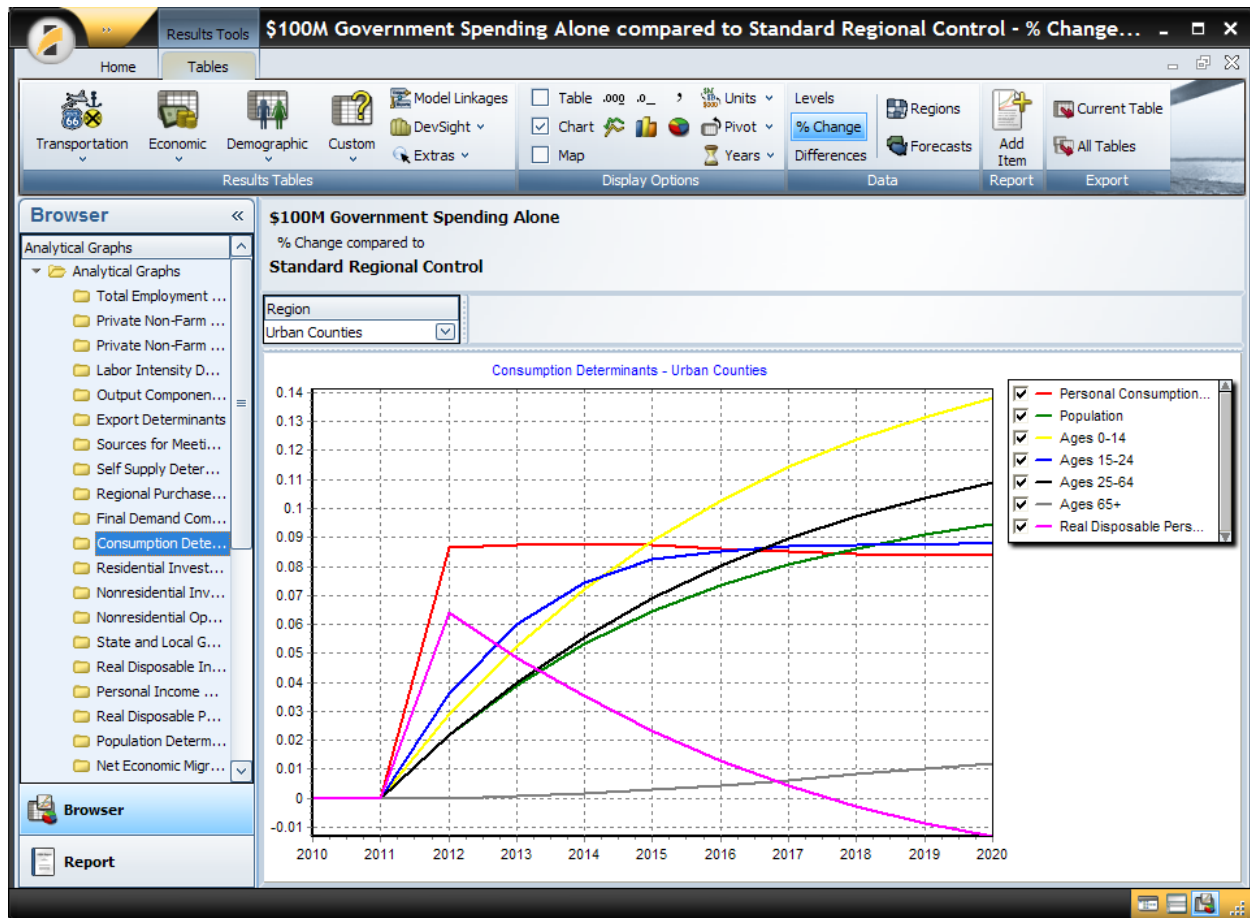 Results Tools
$100M Government Spending Alone compared to Standard Regional Control - % Change...
Home
Tables
Transportation
Economic
Demographic
Custom
Model Linkages
DevSight
Extras
Results Tables
Table .000 .0_ ,
Units
Chart
Pivot
Map
Years
Display Options
Levels
% Change
Differences
Regions
Forecasts
Data
Add
Item
Report
Current Table
All Tables
Export
Browser «
Analytical Graphs
Analytical Graphs
Total Employment ...
Private Non-Farm ...
Private Non-Farm ...
Labor Intensity D...
Output Componen...
Export Determinants
Sources for Meeti...
Self Supply Deter...
Regional Purchase...
Final Demand Com...
Consumption Dete...
Residential Invest...
Nonresidential Inv...
Nonresidential Op...
State and Local G...
Real Disposable In...
Personal Income ...
Real Disposable P...
Population Determ...
Net Economic Migr...
Browser
Report
$100M Government Spending Alone
% Change compared to
Standard Regional Control
Region
Urban Counties
Consumption Determinants - Urban Counties
0.14
0.13
0.12
0.11
0.1
0.09
0.08
0.07
0.06
0.05
0.04
0.03
0.02
0.01
0
-0.01
2010 2011 2012 2013 2014 2015 2016 2017 2018 2019 2020
Personal Consumption...
Population
Ages 0-14
Ages 15-24
Ages 25-64
Ages 65+
Real Disposable Pers...